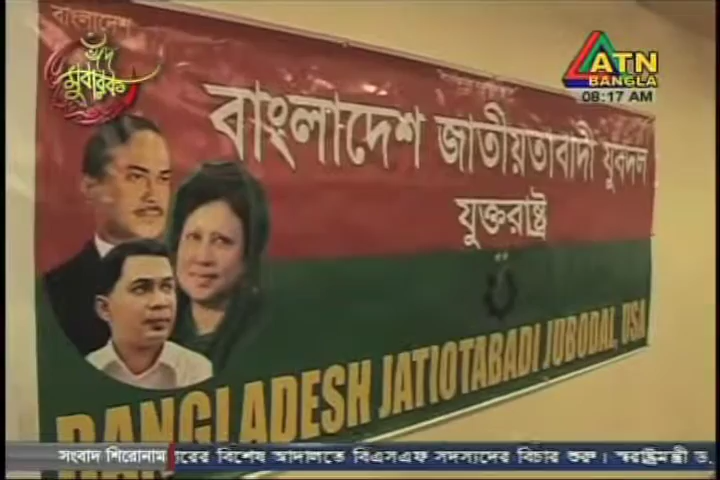 বাংলাদেশ
ঈদ
মুবারক
ATN
BANGLA
08:17 AM
বাংলাদেশ জাতীয়তাবাদী যুবদল
যুক্তরাষ্ট্র
BANGLADESH JATIOTABADI JUBODAL, USA
সংবাদ শিরোনাম
রের বিশেষ আদালতে বিএসএফ সদস্যদের বিচার শুরু। স্বরাষ্ট্রমন্ত্রী ড.